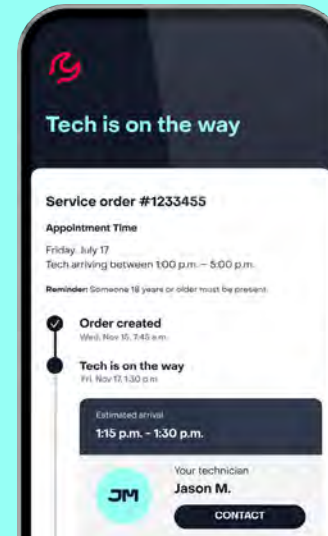 Tech is on the way
Service order #1233455
Appointment Time
Friday, July 17
Tech arriving between 1:00 p.m. – 5:00 p.m.
Reminder: Someone 18 years or older must be present.
Order created
Wed, Nov 15, 7:45 a.m.
Tech is on the way
Fri, Nov 17, 1:30 p.m.
Estimated arrival
1:15 p.m. - 1:30 p.m.
Your technician
JM
Jason M.
CONTACT